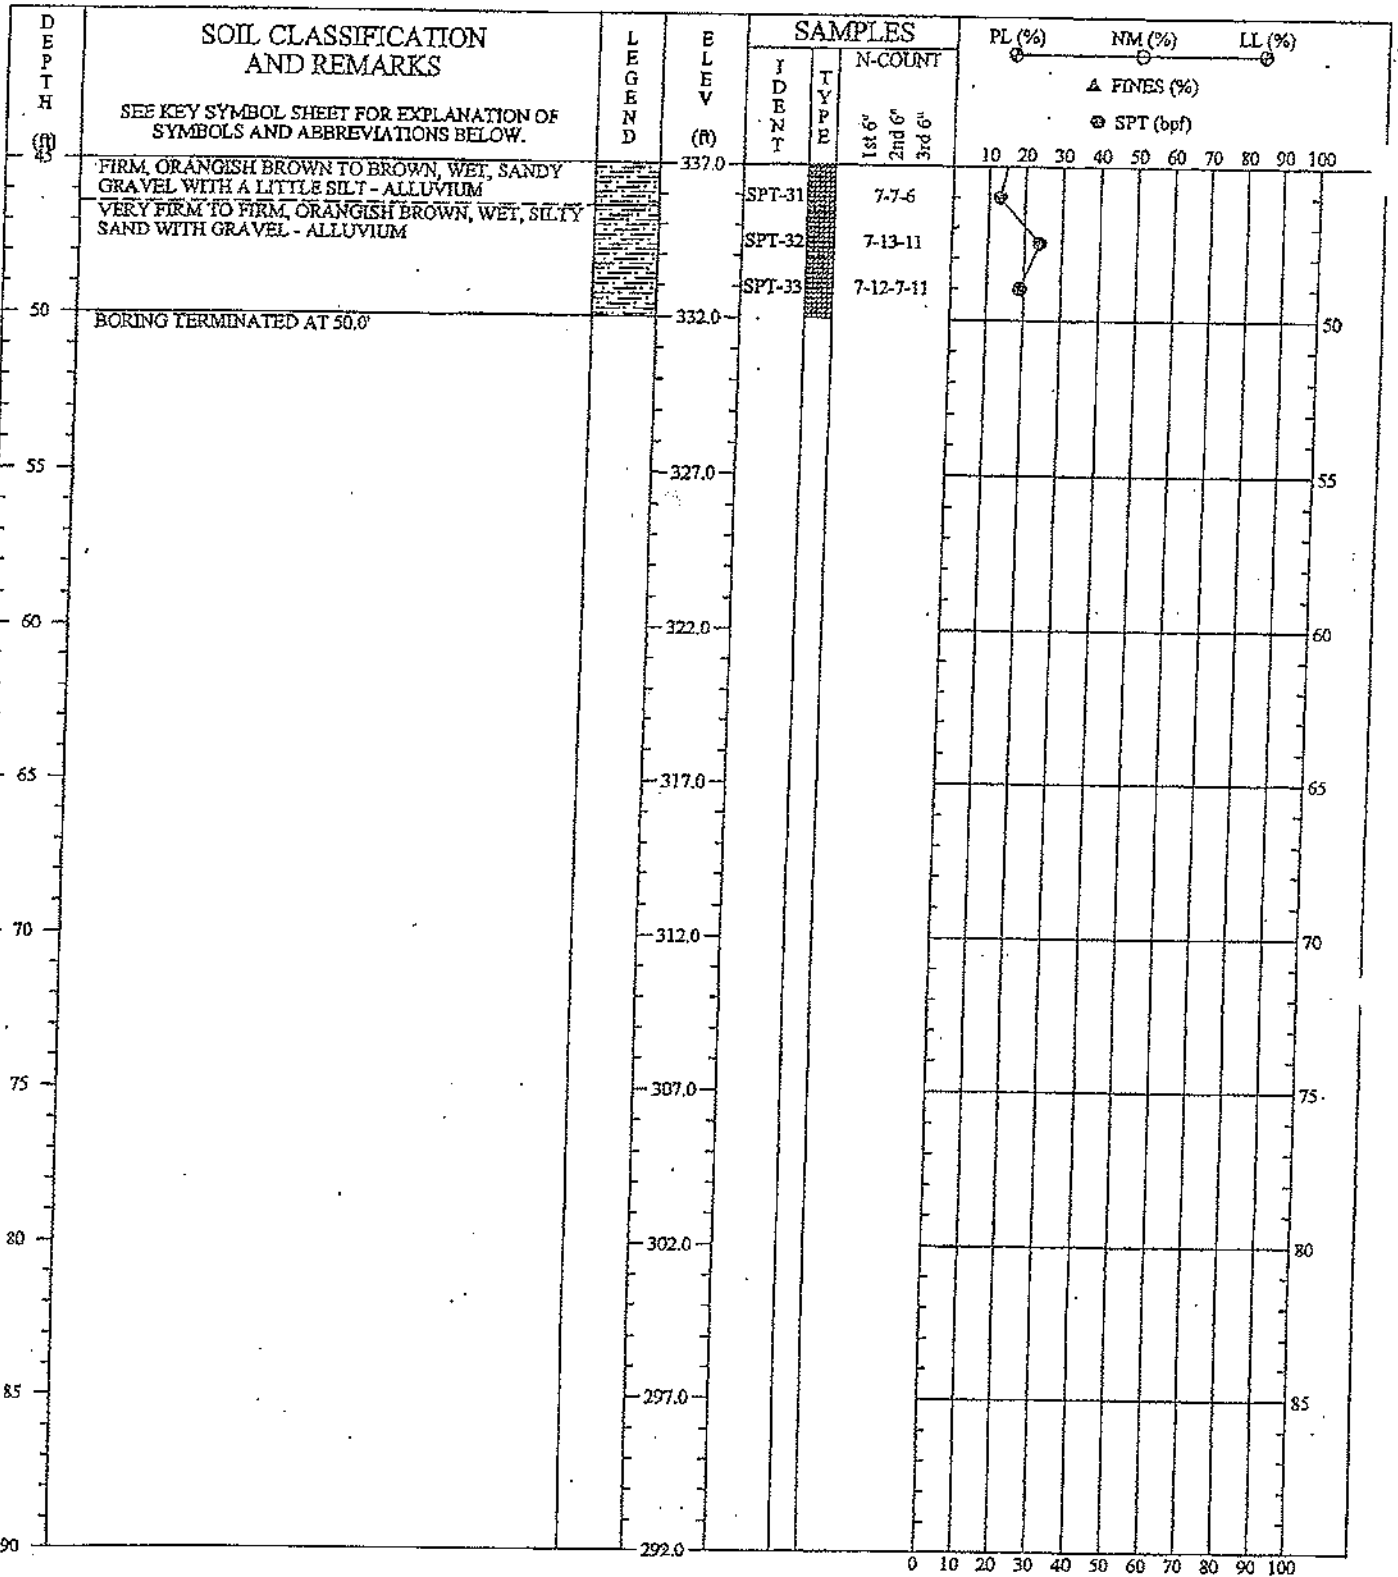 DEPTH (ft)
SOIL CLASSIFICATION
AND REMARKS
SEE KEY SYMBOL SHEET FOR EXPLANATION OF
SYMBOLS AND ABBREVIATIONS BELOW.
LEGEND
ELEV (ft)
SAMPLES
IDENT
TYPE
N-COUNT
1st 6"
2nd 6"
3rd 6"
PL (%) NM (%) LL (%)
▲ FINES (%)
● SPT (bpf)
10 20 30 40 50 60 70 80 90 100
45
FIRM, ORANGISH BROWN TO BROWN, WET, SANDY
GRAVEL WITH A LITTLE SILT - ALLUVIUM
VERY FIRM TO FIRM, ORANGISH BROWN, WET, SILTY
SAND WITH GRAVEL - ALLUVIUM
337.0
SPT-31 7-7-6
SPT-32 7-13-11
SPT-33 7-12-7-11
50 332.0 50
BORING TERMINATED AT 50.0'
55 327.0 55
60 322.0 60
65 317.0 65
70 312.0 70
75 307.0 75
80 302.0 80
85 297.0 85
90 292.0
0 10 20 30 40 50 60 70 80 90 100